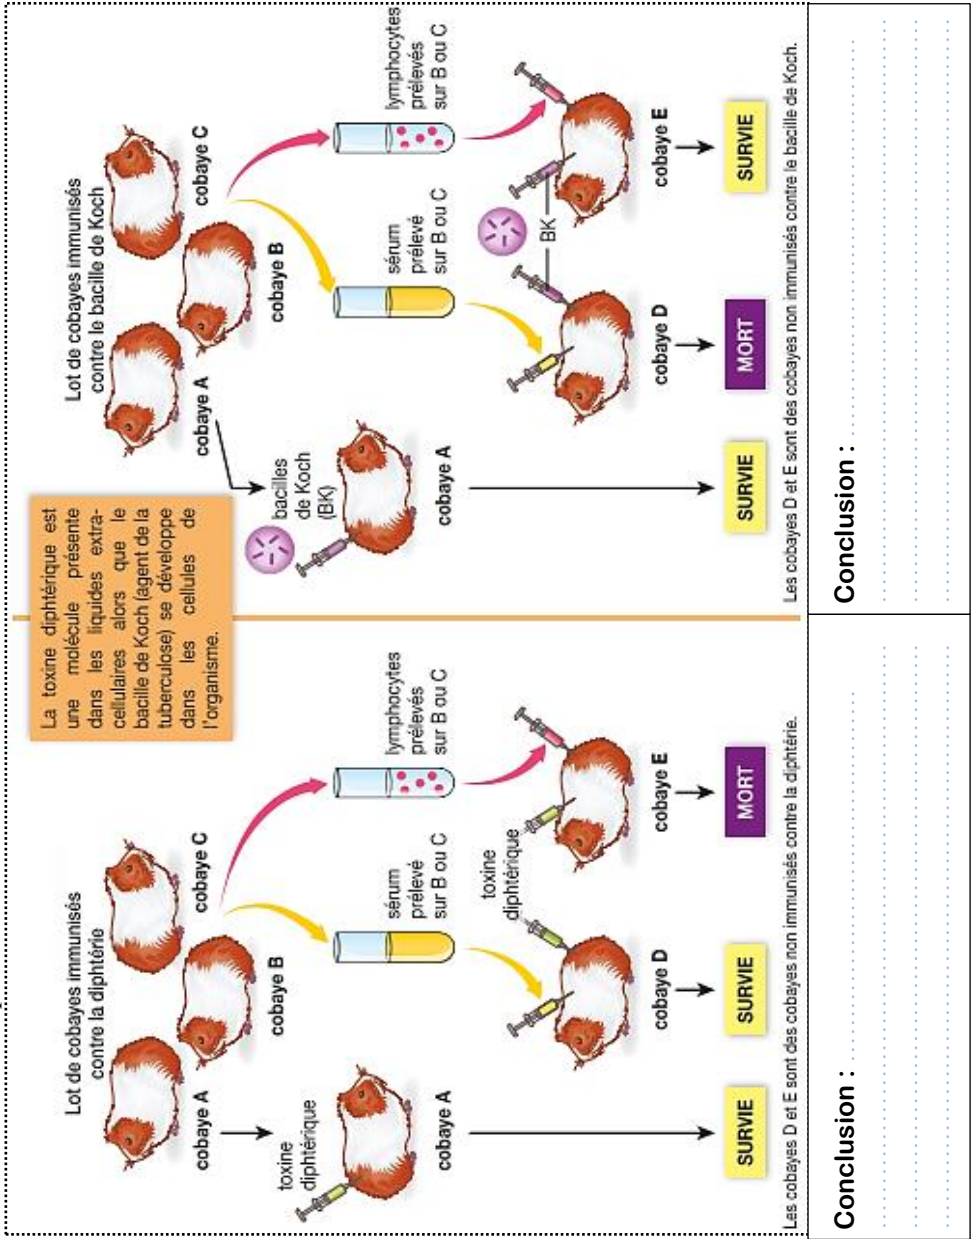 Lot de cobayes immunisés
contre la diphtérie
cobaye A
cobaye B
cobaye C
toxine
diphtérique
cobaye A
sérum
prélevé
sur B ou C
lymphocytes
prélevés
sur B ou C
toxine
diphtérique
cobaye D
cobaye E
SURVIE
SURVIE
MORT
Les cobayes D et E sont des cobayes non immunisés contre la diphtérie.
La toxine diphtérique est
une molécule présente
dans les liquides extra-
cellulaires alors que le
bacille de Koch (agent de la
tuberculose) se développe
dans les cellules de
l'organisme.
Lot de cobayes immunisés
contre le bacille de Koch
cobaye A
cobaye B
cobaye C
bacilles
de Koch
(BK)
cobaye A
sérum
prélevé
sur B ou C
lymphocytes
prélevés
sur B ou C
BK
cobaye D
cobaye E
SURVIE
MORT
SURVIE
Les cobayes D et E sont des cobayes non immunisés contre le bacille de Koch.
Conclusion :
Conclusion :